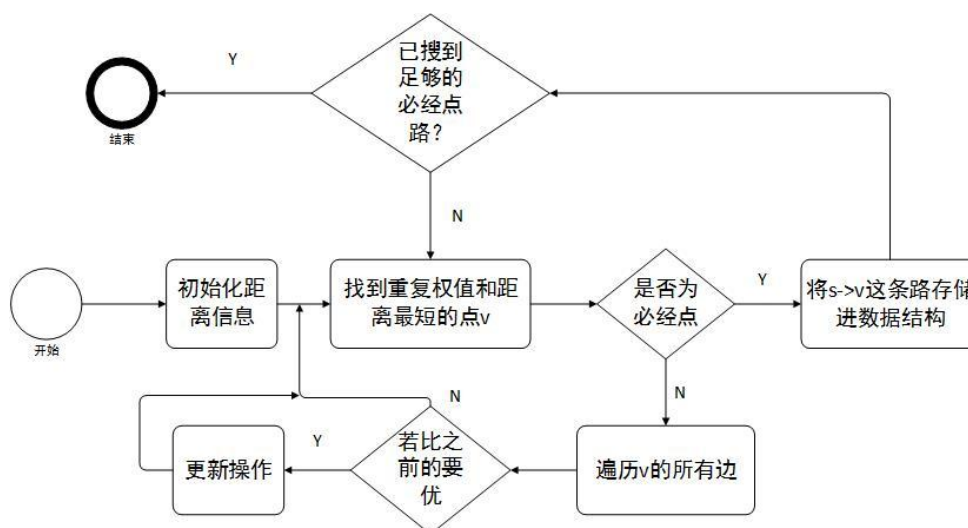 已搜到
足够的
必经点
路？
Y
结束
N
开始
初始化距
离信息
找到重复权值和距
离最短的点v
是否为
必经点
Y
将s->v这条路存储
进数据结构
N
遍历v的所有边
若比之
前的要
优
N
Y
更新操作